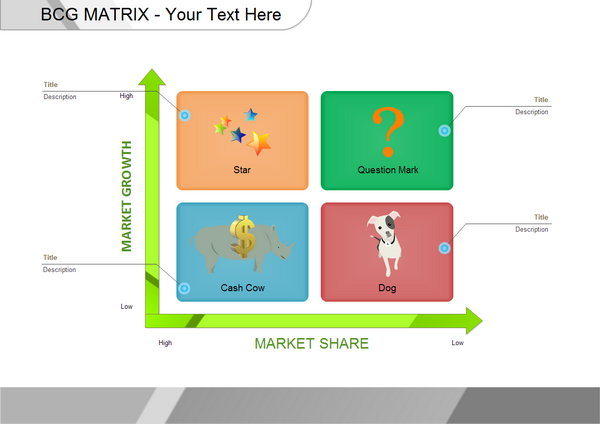 BCG MATRIX - Your Text Here
Title
Description
High
Title
Description
MARKET GROWTH
Star
Question Mark
Title
Description
Title
Description
Cash Cow
Dog
Low
High
MARKET SHARE
Low